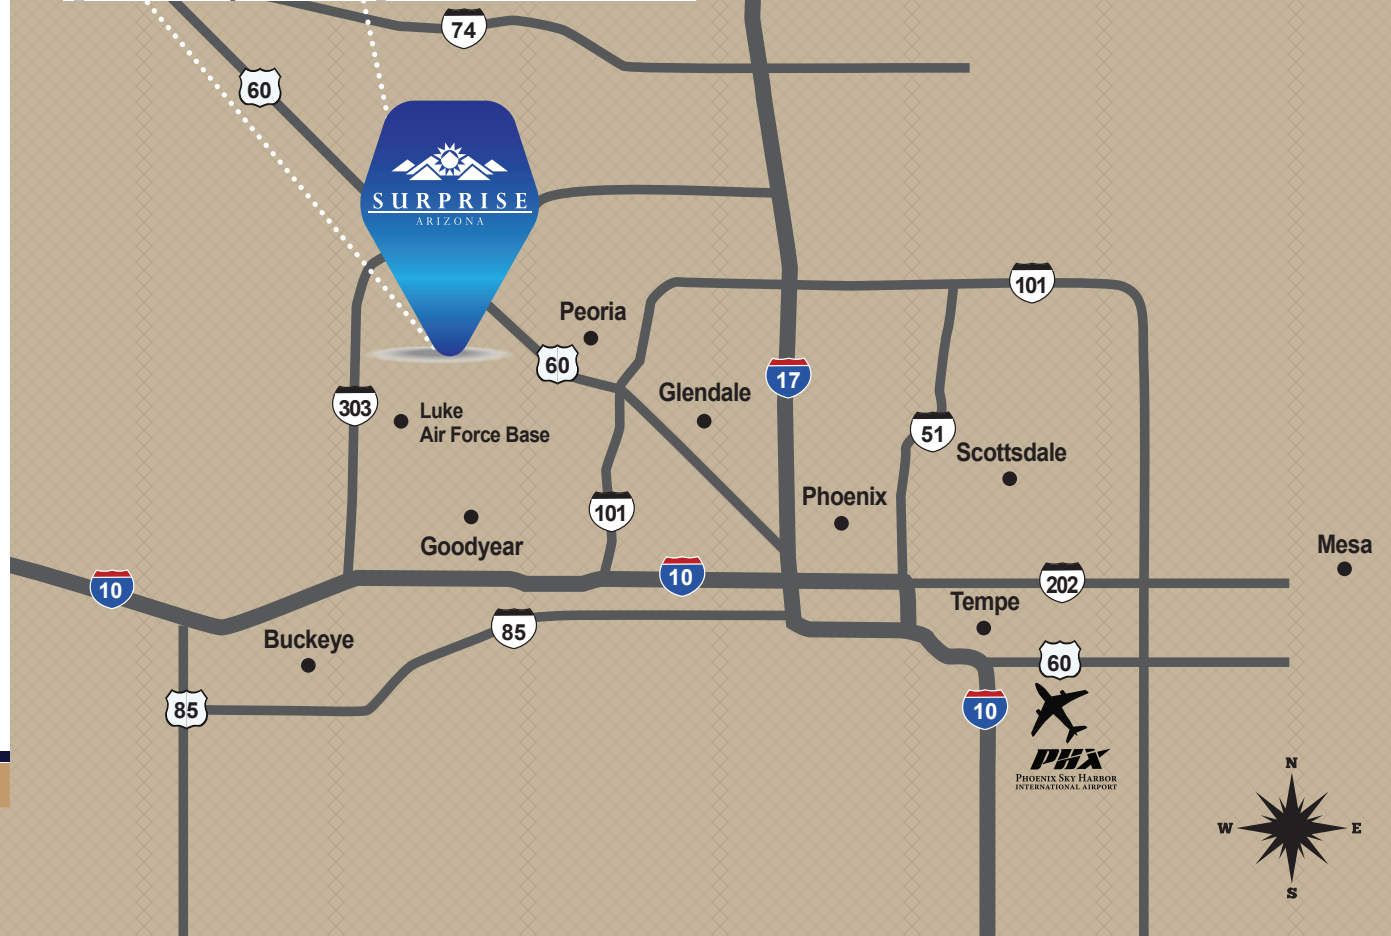 74
60
SURPRISE
ARIZONA
101
Peoria
60
17
Glendale
303
Luke
Air Force Base
51
Scottsdale
Phoenix
101
Goodyear
Mesa
10
10
202
Tempe
85
Buckeye
60
85
10
PHX
PHOENIX SKY HARBOR
INTERNATIONAL AIRPORT
N
W E
S